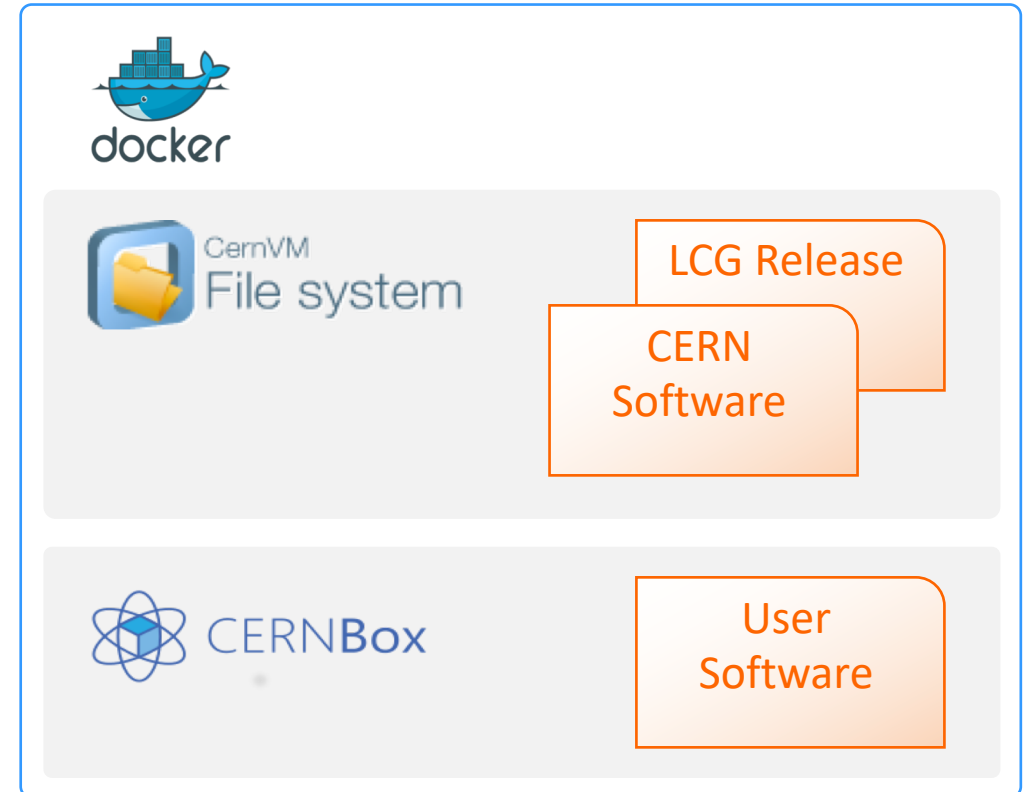 docker
CernVM
File system
LCG Release
CERN
Software
CERNBox
User
Software